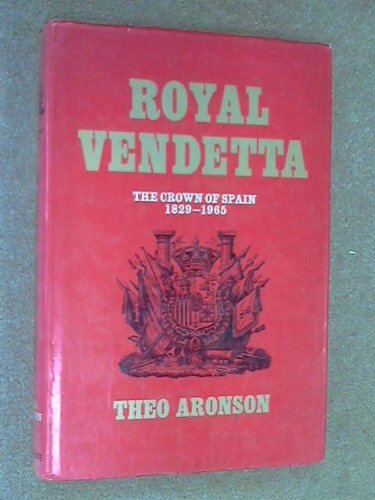 ROYAL
VENDETTA
THE CROWN OF SPAIN
1829-1965
THEO ARONSON